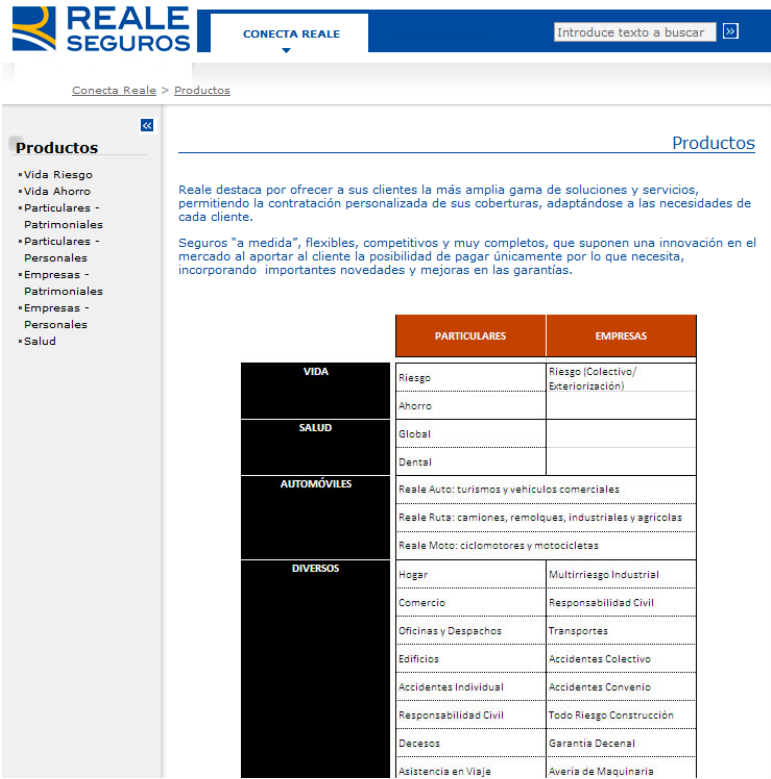 REALE
SEGUROS
CONECTA REALE
Introduce texto a buscar
Conecta Reale > Productos
Productos
Vida Riesgo
Vida Ahorro
Particulares -
Patrimoniales
Particulares -
Personales
Empresas -
Patrimoniales
Empresas -
Personales
Salud
Productos
Reale destaca por ofrecer a sus clientes la más amplia gama de soluciones y servicios,
permitiendo la contratación personalizada de sus coberturas, adaptándose a las necesidades de
cada cliente.
Seguros "a medida", flexibles, competitivos y muy completos, que suponen una innovación en el
mercado al aportar al cliente la posibilidad de pagar únicamente por lo que necesita,
incorporando importantes novedades y mejoras en las garantías.
PARTICULARES EMPRESAS
VIDA
Riesgo
Riesgo (Colectivo/
Exteriorización)
Ahorro
SALUD
Global
Dental
AUTOMÓVILES
Reale Auto: turismos y vehículos comerciales
Reale Ruta: camiones, remolques, industriales y agrícolas
Reale Moto: ciclomotores y motocicletas
DIVERSOS
Hogar Multirriesgo Industrial
Comercio Responsabilidad Civil
Oficinas y Despachos Transportes
Edificios Accidentes Colectivo
Accidentes Individual Accidentes Convenio
Responsabilidad Civil Todo Riesgo Construcción
Decesos Garantía Decenal
Asistencia en Viaje Avería de Maquinaria